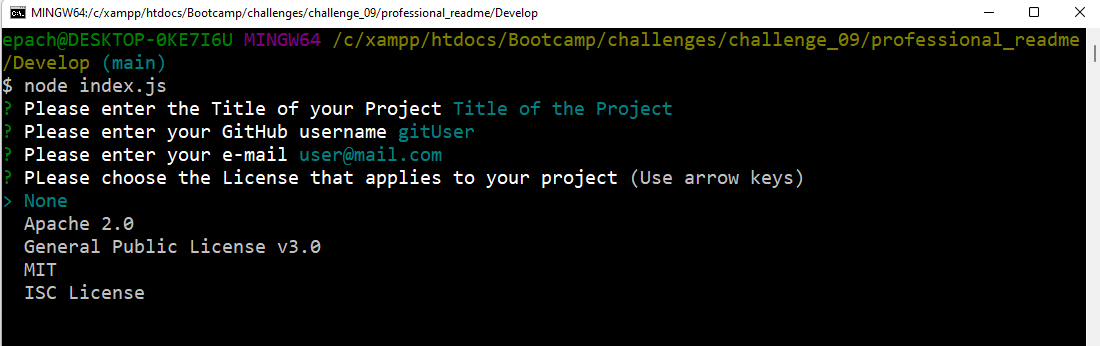 MINGW64:/c/xampp/htdocs/Bootcamp/challenges/challenge_09/professional_readme/Develop
epach@DESKTOP-0KE7I6U MINGW64 /c/xampp/htdocs/Bootcamp/challenges/challenge_09/professional_readme
/Develop (main)
$ node index.js
? Please enter the Title of your Project Title of the Project
? Please enter your GitHub username gitUser
? Please enter your e-mail user@mail.com
? PLease choose the License that applies to your project (Use arrow keys)
> None
  Apache 2.0
  General Public License v3.0
  MIT
  ISC License